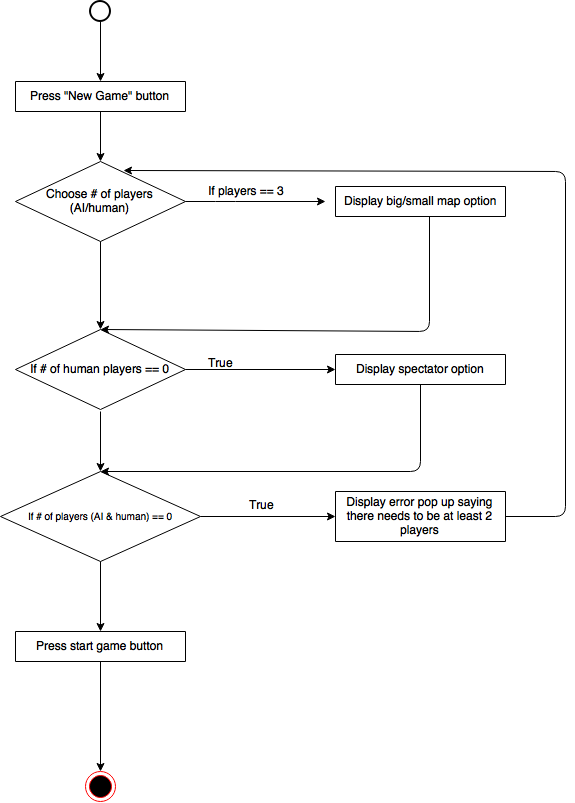 Press "New Game" button
Choose # of players
(AI/human)
If players == 3
Display big/small map option
If # of human players == 0
True
Display spectator option
If # of players (AI & human) == 0
True
Display error pop up saying
there needs to be at least 2
players
Press start game button